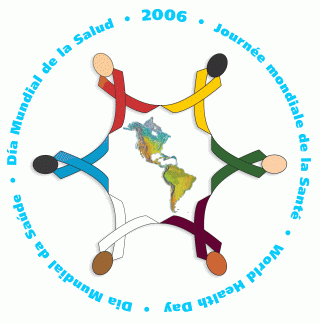 2006 • Journée mondiale de la Santé • World Health Day • Dia Mundial da Saúde • Día Mundial de la Salud •